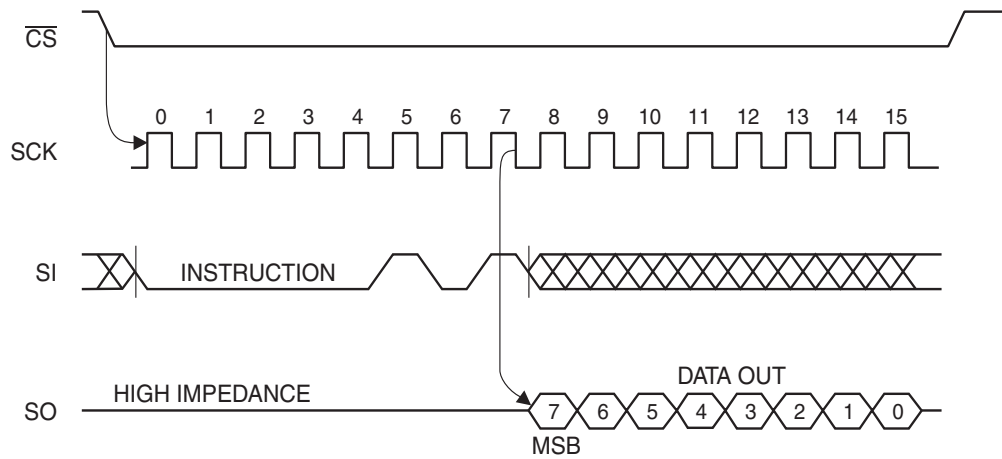 CS
0 1 2 3 4 5 6 7 8 9 10 11 12 13 14 15
SCK
SI INSTRUCTION
HIGH IMPEDANCE DATA OUT
SO 7 6 5 4 3 2 1 0
MSB